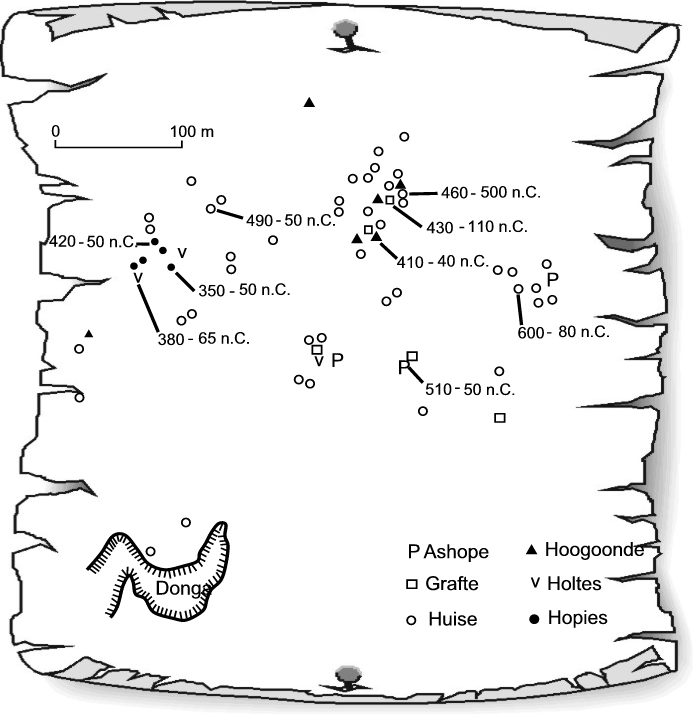 0 100 m
460 - 500 n.C.
490 - 50 n.C.
430 - 110 n.C.
420 - 50 n.C.
V
410 - 40 n.C.
V
P
350 - 50 n.C.
600 - 80 n.C.
380 - 65 n.C.
V P
P
510 - 50 n.C.
P Ashope
Hoogoonde
Grafte
V Holtes
Huise
Hopies
Donga